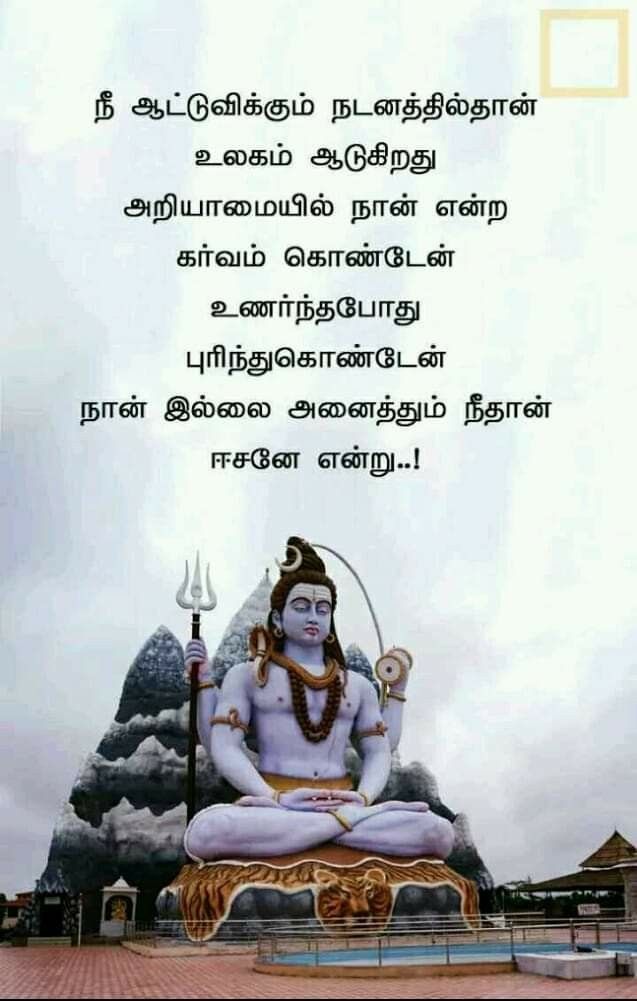 நீ ஆட்டுவிக்கும் நடனத்தில்தான்
உலகம் ஆடுகிறது
அறியாமையில் நான் என்ற
கர்வம் கொண்டேன்
உணர்ந்தபோது
புரிந்துகொண்டேன்
நான் இல்லை அனைத்தும் நீதான்
ஈசனே என்று..!